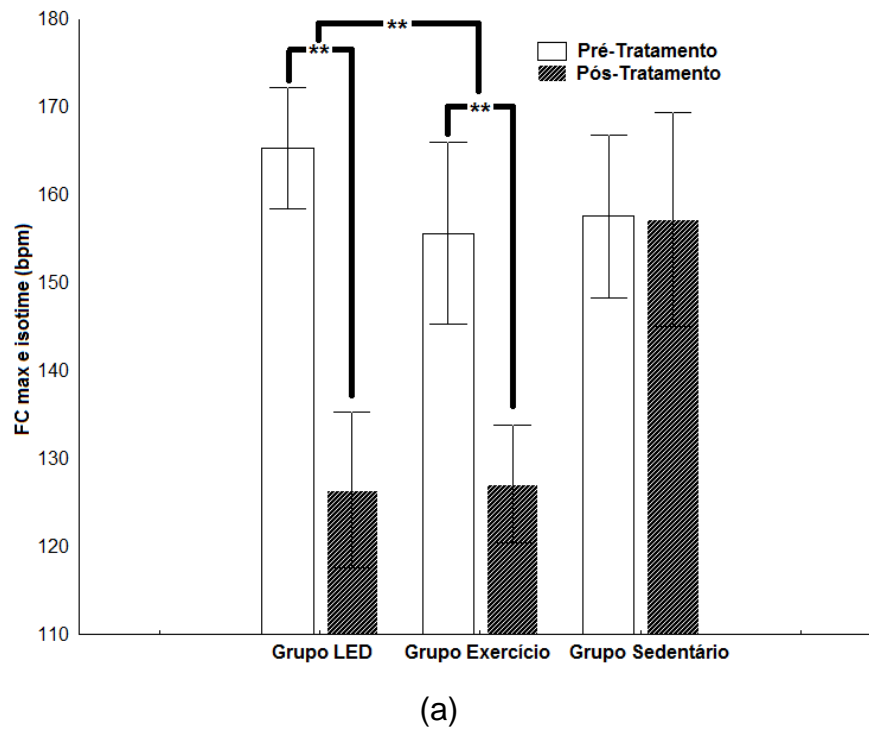 180
170
160
150
140
130
120
110
FC max e isotime (bpm)
**
**
**
Pré-Tratamento
Pós-Tratamento
Grupo LED
Grupo Exercício
Grupo Sedentário
(a)